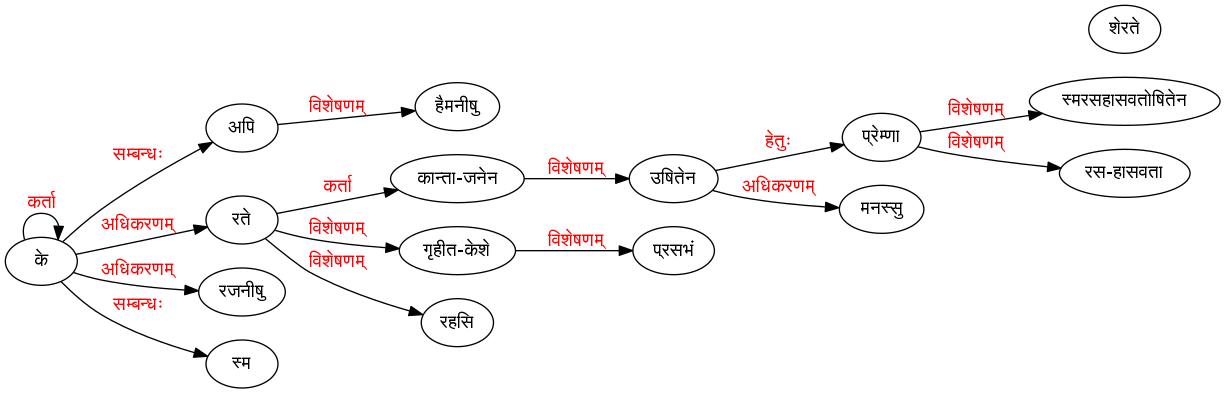 शेरते
स्मरसहासवतोषितेन
विशेषणम्
हैमनीषु
विशेषणम्
अपि
हेतुः
प्रेम्णा
विशेषणम्
सम्बन्धः
रस-हासवता
कर्ता
कान्ता-जनेन
विशेषणम्
उषितेन
अधिकरणम्
कर्ता
अधिकरणम्
रते
मनस्सु
विशेषणम्
गृहीत-केशे
विशेषणम्
प्रसभं
के
अधिकरणम्
विशेषणम्
रजनीषु
सम्बन्धः
रहसि
स्म